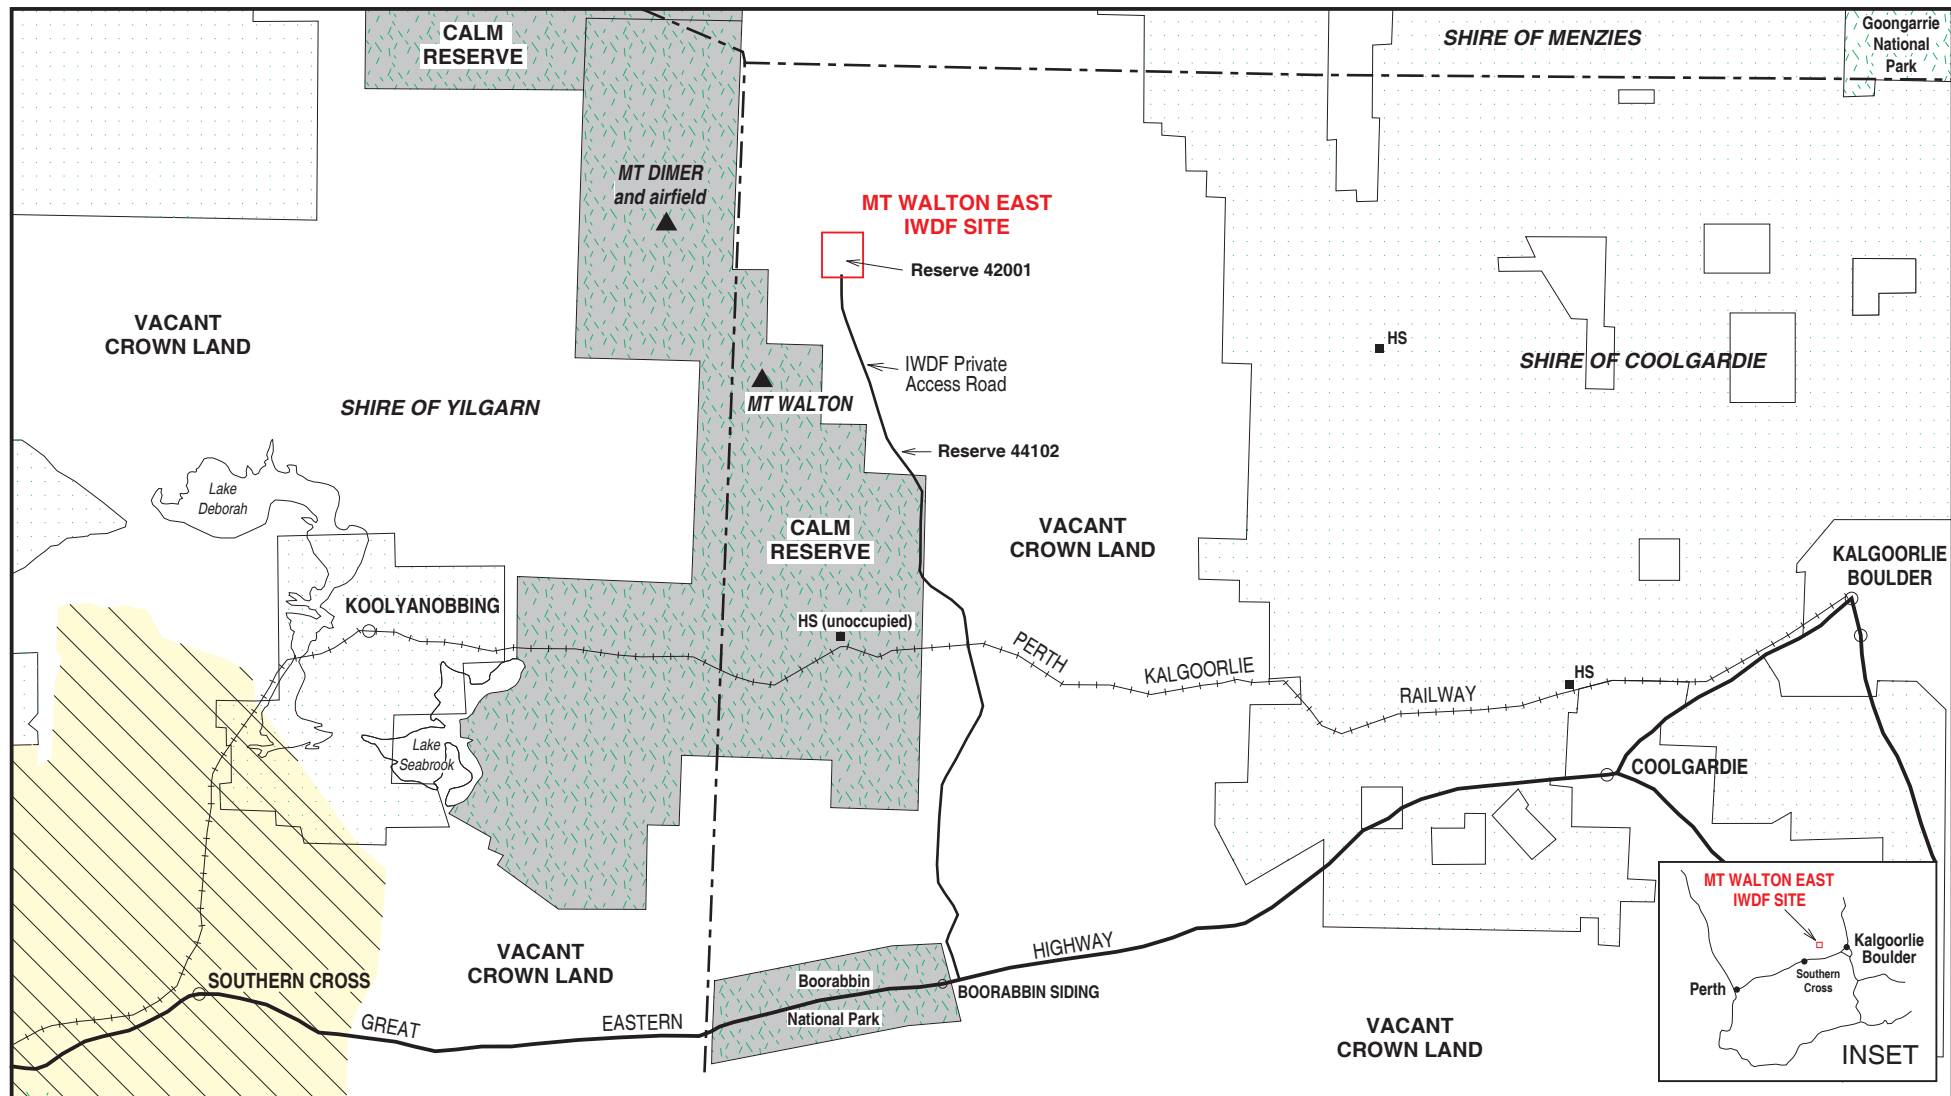 CALM
RESERVE
SHIRE OF MENZIES
Goongarrie
National
Park
MT DIMER
and airfield
MT WALTON EAST
IWDF SITE
Reserve 42001
VACANT
CROWN LAND
IWDF Private
Access Road
HS
SHIRE OF COOLGARDIE
SHIRE OF YILGARN
MT WALTON
Reserve 44102
Lake
Deborah
CALM
RESERVE
VACANT
CROWN LAND
KALGOORLIE
BOULDER
KOOLYANOBBING
HS (unoccupied)
PERTH
KALGOORLIE
RAILWAY
HS
Lake
Seabrook
COOLGARDIE
VACANT
CROWN LAND
SOUTHERN CROSS
GREAT
EASTERN
HIGHWAY
Boorabbin
National Park
BOORABBIN SIDING
VACANT
CROWN LAND
MT WALTON EAST
IWDF SITE
Kalgoorlie
Boulder
Southern
Cross
Perth
INSET